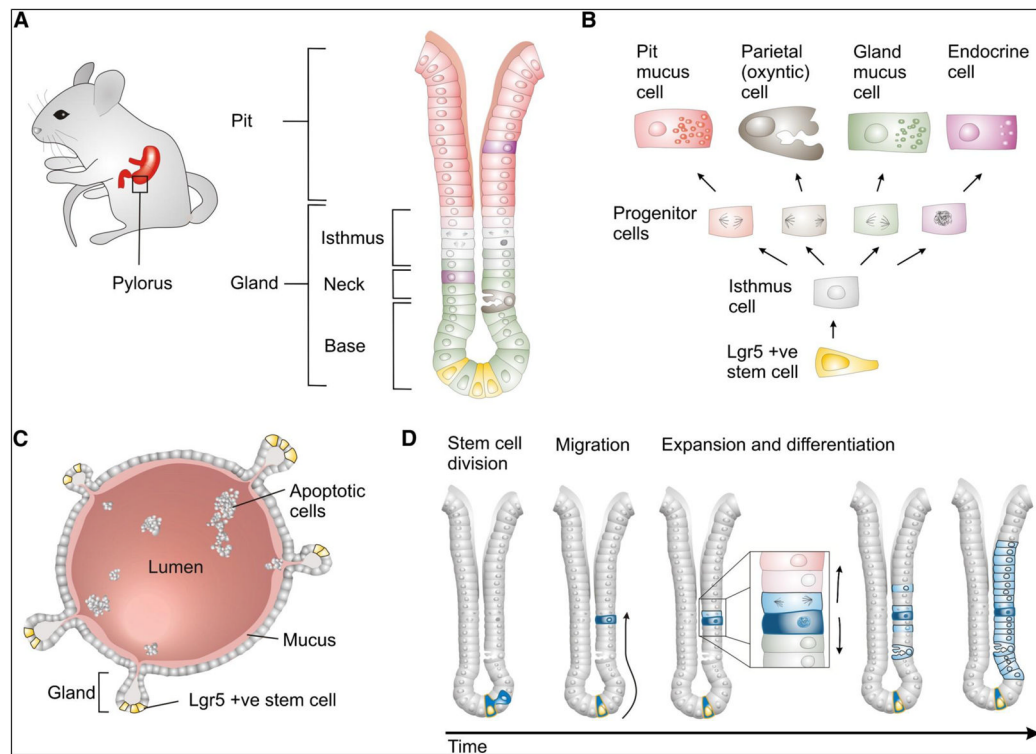 A
Pit
Isthmus
Gland
Neck
Base
Pylorus
B
Pit
mucus
cell
Parietal
(oxyntic)
cell
Gland
mucus
cell
Endocrine
cell
Progenitor
cells
Isthmus
cell
Lgr5 +ve
stem cell
C
Apoptotic
cells
Lumen
Mucus
Gland
Lgr5 +ve stem cell
D
Stem cell
division
Migration
Expansion and differentiation
Time